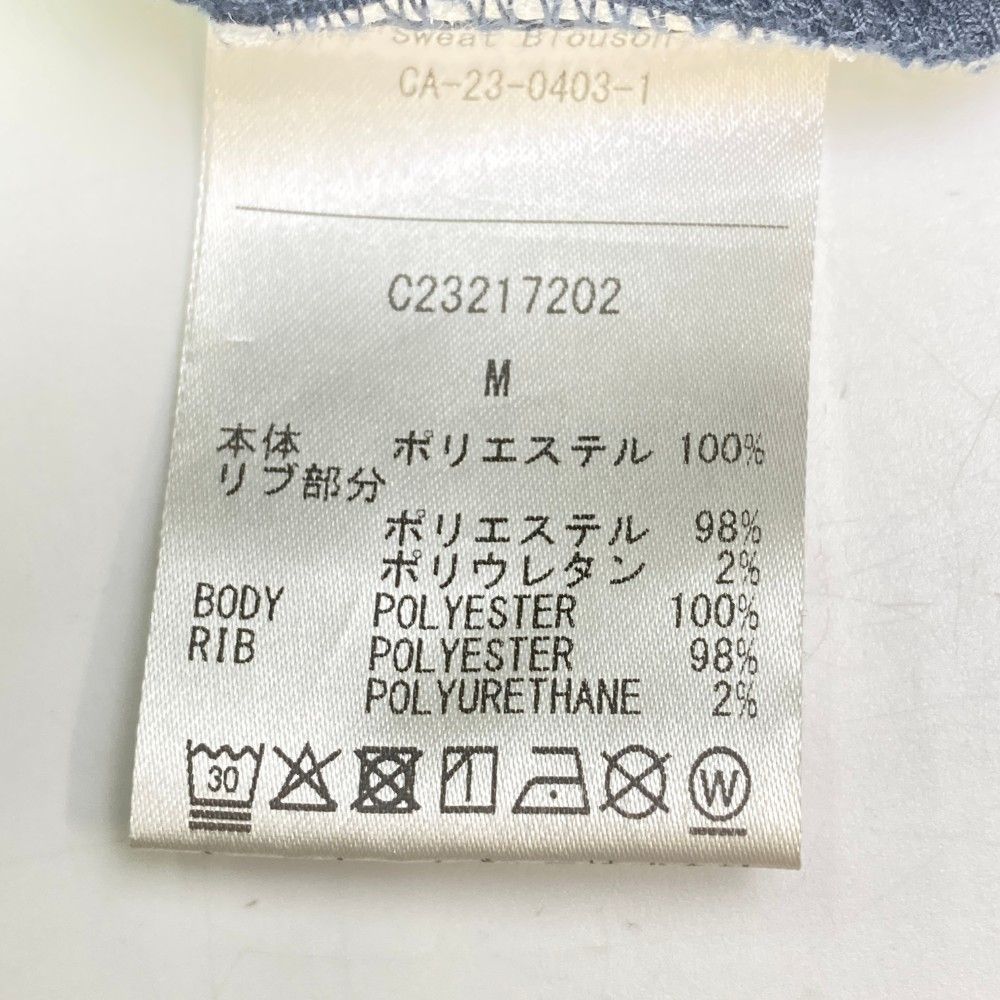 Sweat Blouson
CA-23-0403-1
C23217202
M
本体 ポリエステル 100%
リブ部分
ポリエステル 98%
ポリウレタン 2%
BODY POLYESTER 100%
RIB POLYESTER 98%
POLYURETHANE 2%
30 W